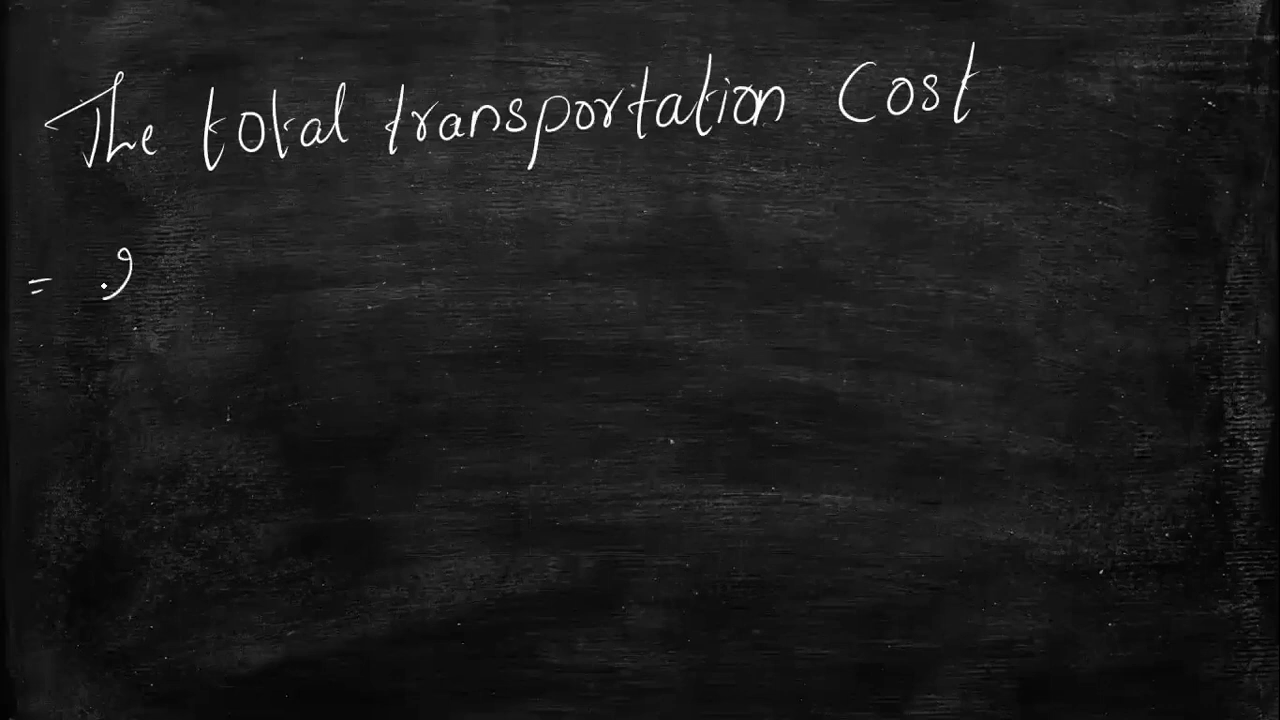 The total transportation Cost
=